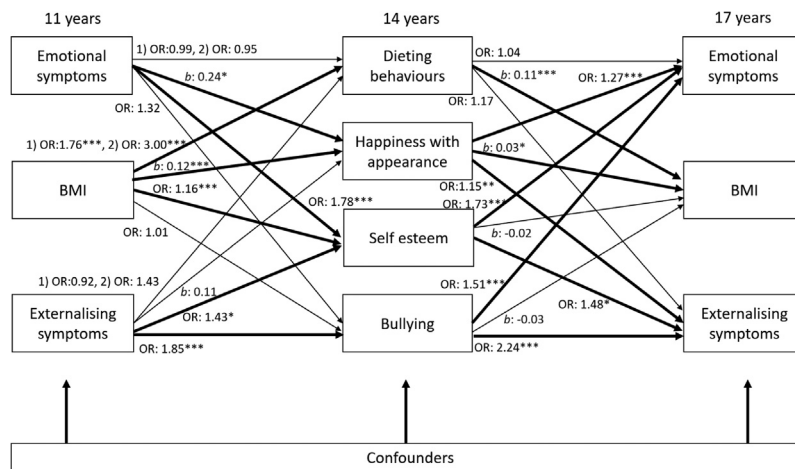 11 years
14 years
17 years
Emotional
symptoms
1) OR:0.99, 2) OR: 0.95
Dieting
behaviours
OR: 1.04
Emotional
symptoms
b: 0.24*
b: 0.11***
OR: 1.27***
OR: 1.32
OR: 1.17
1) OR:1.76***, 2) OR: 3.00***
Happiness with
appearance
b: 0.12***
b: 0.03*
BMI
BMI
OR: 1.16***
OR:1.15**
OR: 1.78***
OR: 1.73***
Self esteem
OR: 1.01
b: -0.02
1) OR:0.92, 2) OR: 1.43
b: 0.11
OR: 1.51***
OR: 1.48*
Externalising
symptoms
OR: 1.43*
Bullying
b: -0.03
Externalising
symptoms
OR: 1.85***
OR: 2.24***
Confounders